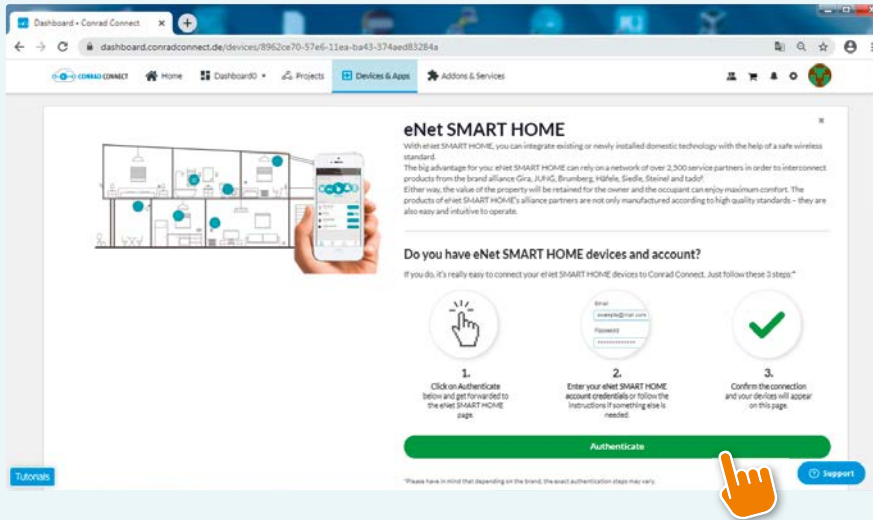 Dashboard • Conrad Connect
dashboard.conradconnect.de/devices/8962ce70-57e6-11ea-ba43-374aed83284a
CONRAD CONNECT
Home
Dashboard0
Projects
Devices & Apps
Addons & Services
eNet SMART HOME
With eNet SMART HOME, you can integrate existing or newly installed domestic technology with the help of a safe wireless
standard.
The big advantage for you: eNet SMART HOME can rely on a network of over 2,500 service partners in order to interconnect
products from the brand alliance Gira, JUNG, Brumberg, Häfele, Siedle, Steinel and tado°.
Either way, the value of the property will be retained for the owner and the occupant can enjoy maximum comfort. The
products of eNet SMART HOME's alliance partners are not only manufactured according to high quality standards – they are
also easy and intuitive to operate.
Do you have eNet SMART HOME devices and account?
If you do, it's really easy to connect your eNet SMART HOME devices to Conrad Connect. Just follow these 3 steps:*
Email
example@mail.com
Password
1.
Click on Authenticate
below and get forwarded to
the eNet SMART HOME
page.
2.
Enter your eNet SMART HOME
account credentials or follow the
instructions if something else is
needed.
3.
Confirm the connection
and your devices will appear
on this page.
Authenticate
Tutorials
Support
*Please have in mind that depending on the brand, the exact authentication steps may vary.